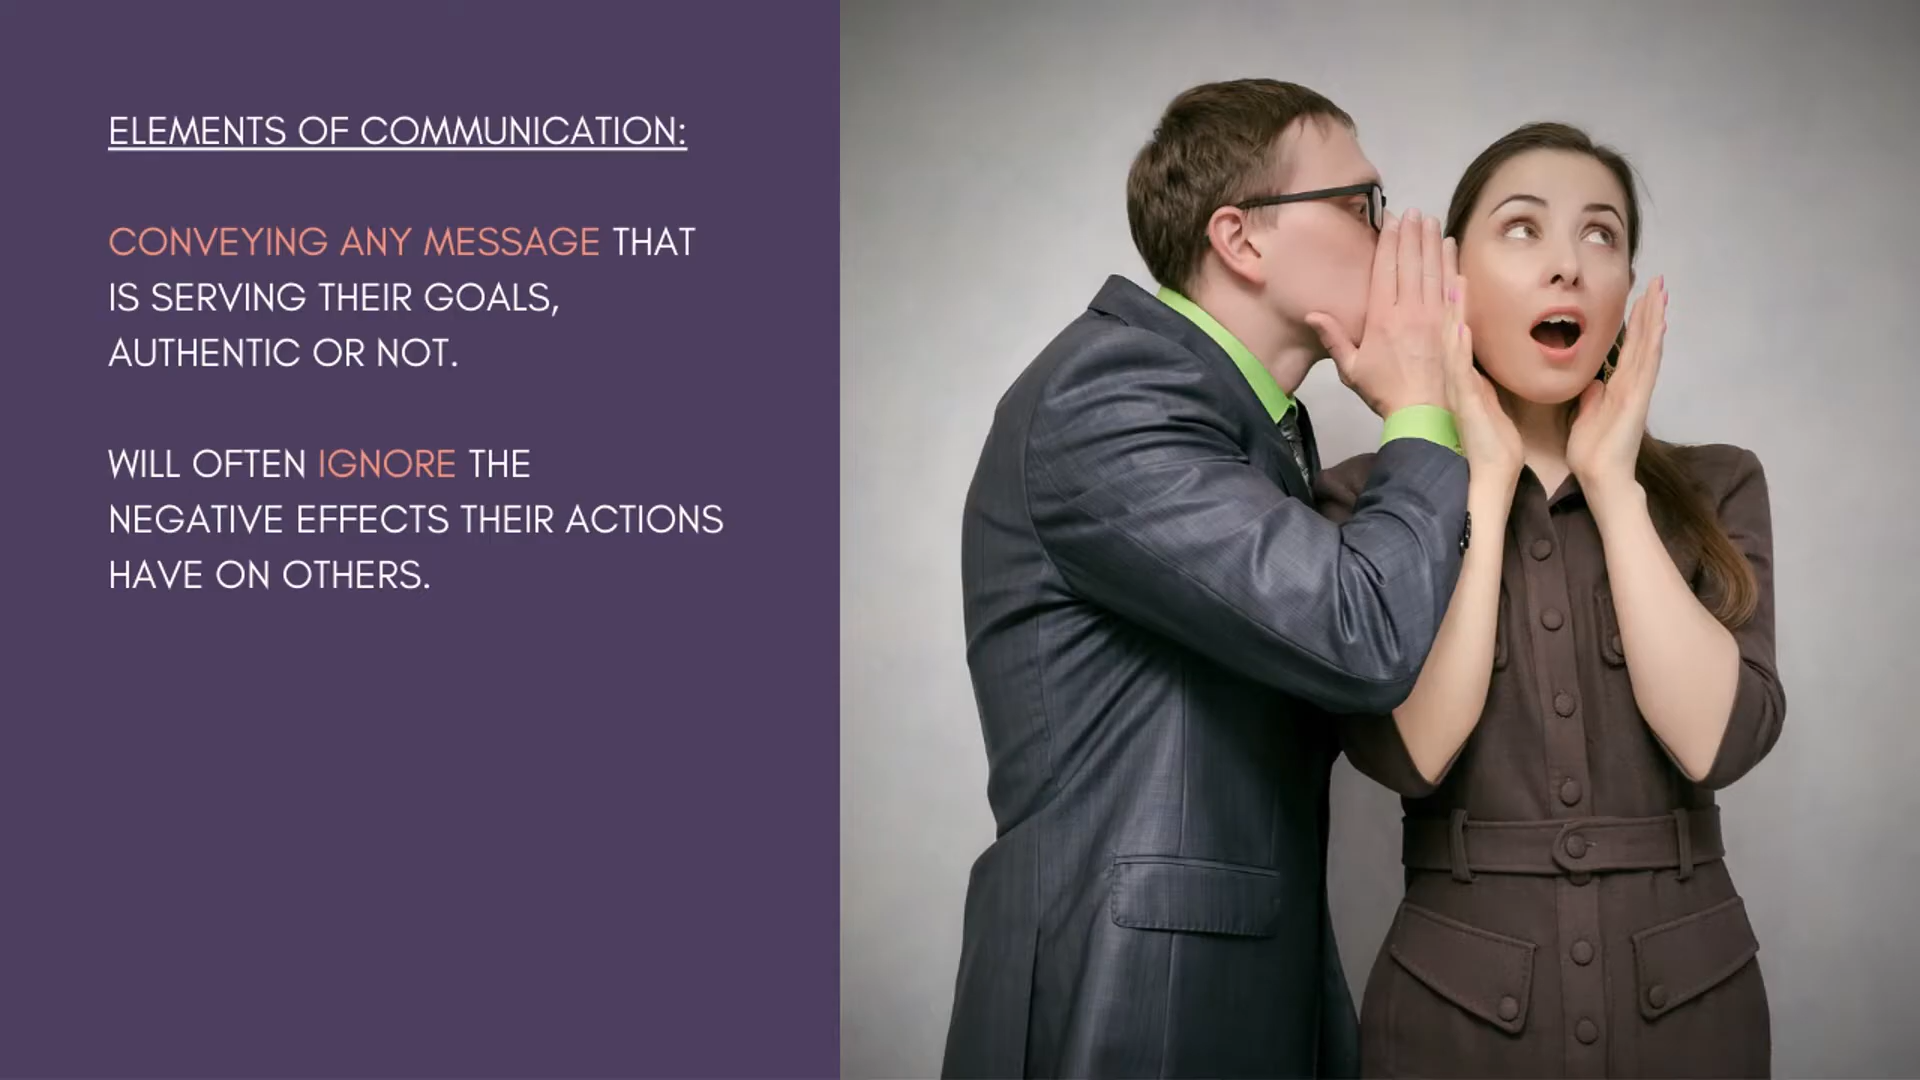 ELEMENTS OF COMMUNICATION:
CONVEYING ANY MESSAGE THAT
IS SERVING THEIR GOALS,
AUTHENTIC OR NOT.
WILL OFTEN IGNORE THE
NEGATIVE EFFECTS THEIR ACTIONS
HAVE ON OTHERS.